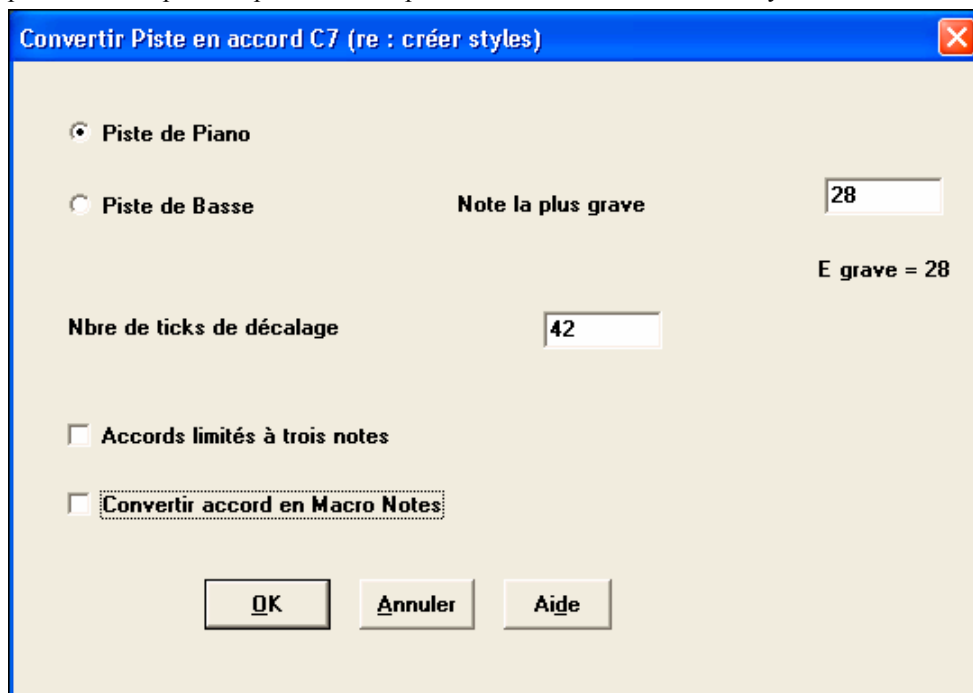 Convertir Piste en accord C7 (re : créer styles)
Piste de Piano
Piste de Basse
Note la plus grave
28
E grave = 28
Nbre de ticks de décalage
42
Accords limités à trois notes
Convertir accord en Macro Notes
OK
Annuler
Aide